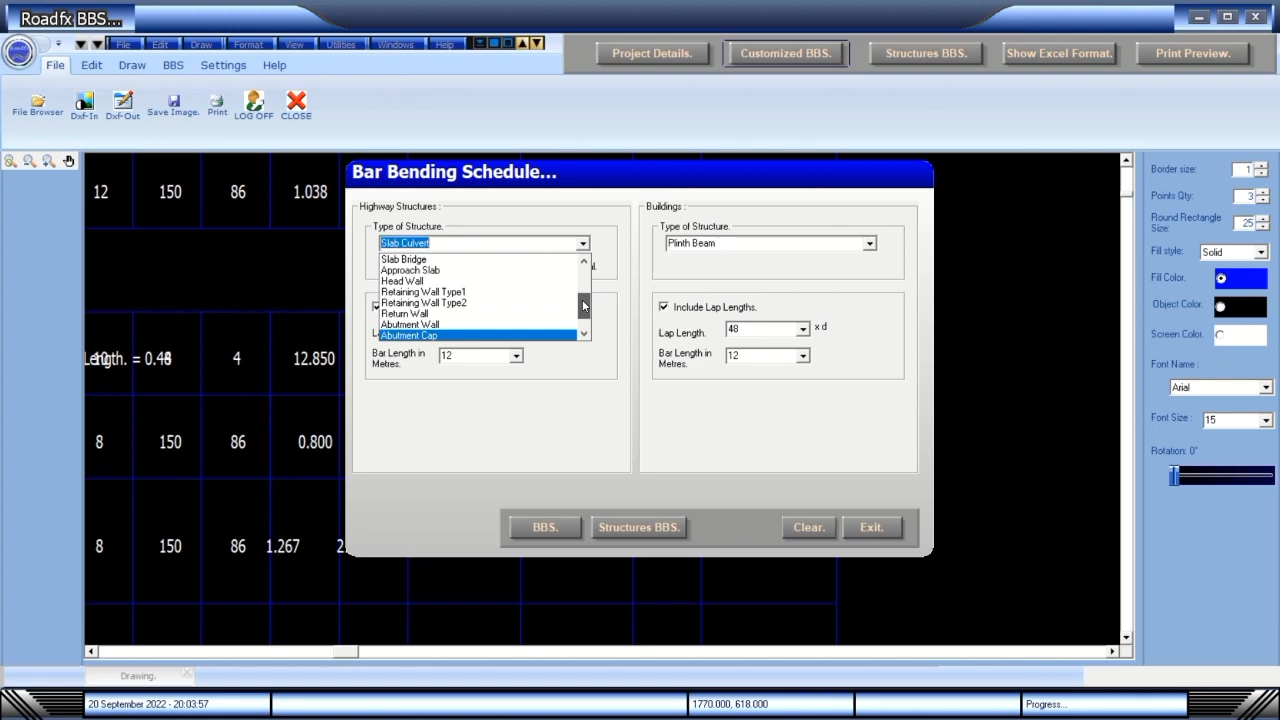 Roadfx BBS...
File Edit Draw Format View Utilities Windows Help
Project Details. Customized BBS. Structures BBS. Show Excel Format. Print Preview.
File Edit Draw BBS Settings Help
File Browser Dxf-In Dxf-Out Save Image. Print LOG OFF CLOSE
Bar Bending Schedule...
Highway Structures :
Type of Structure.
Slab Culvert
Slab Bridge
Approach Slab
Head Wall
Retaining Wall Type1
Retaining Wall Type2
Return Wall
Abutment Wall
Abutment Cap
Bar Length in
Metres.
12
Buildings :
Type of Structure.
Plinth Beam
Include Lap Lengths.
Lap Length. 48 x d
Bar Length in
Metres.
12
BBS. Structures BBS. Clear. Exit.
12 150 86 1.038
Length. = 0.48 4 12.850
8 150 86 0.800
8 150 86 1.267 2.
Border size: 1
Points Qty: 3
Round Rectangle
Size: 25
Fill style: Solid
Fill Color.
Object Color.
Screen Color.
Font Name :
Arial
Font Size : 15
Rotation: 0°
Drawing.
20 September 2022 - 20:03:57 1770.000, 618.000 Progress...